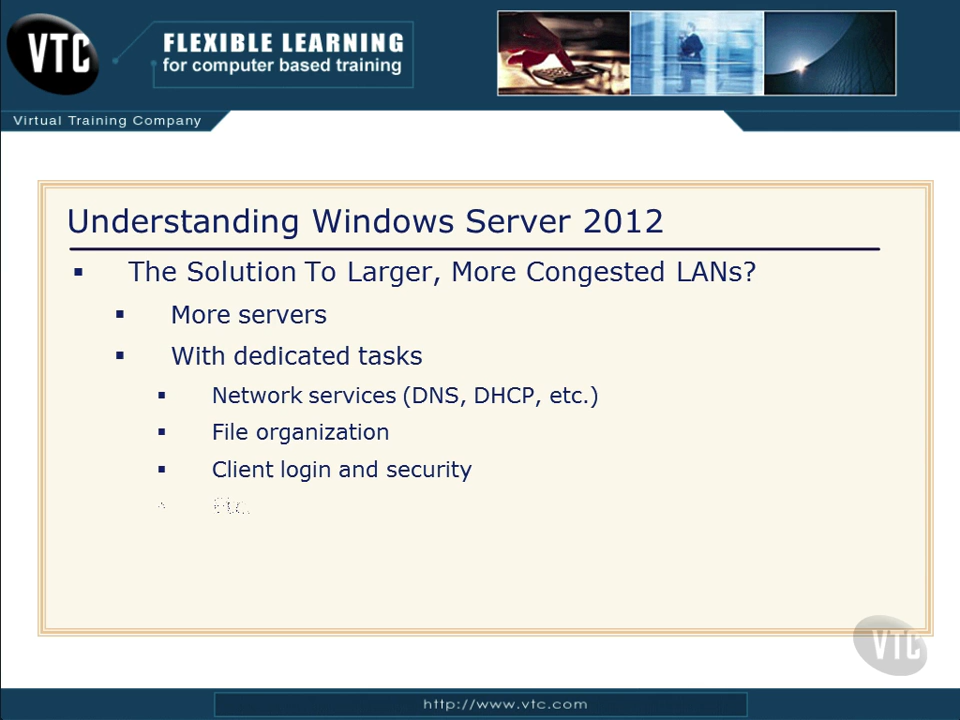 VTC
FLEXIBLE LEARNING
for computer based training
Virtual Training Company
Understanding Windows Server 2012
▪ The Solution To Larger, More Congested LANs?
▪ More servers
▪ With dedicated tasks
▪ Network services (DNS, DHCP, etc.)
▪ File organization
▪ Client login and security
Etc.
VTC
http://www.vtc.com